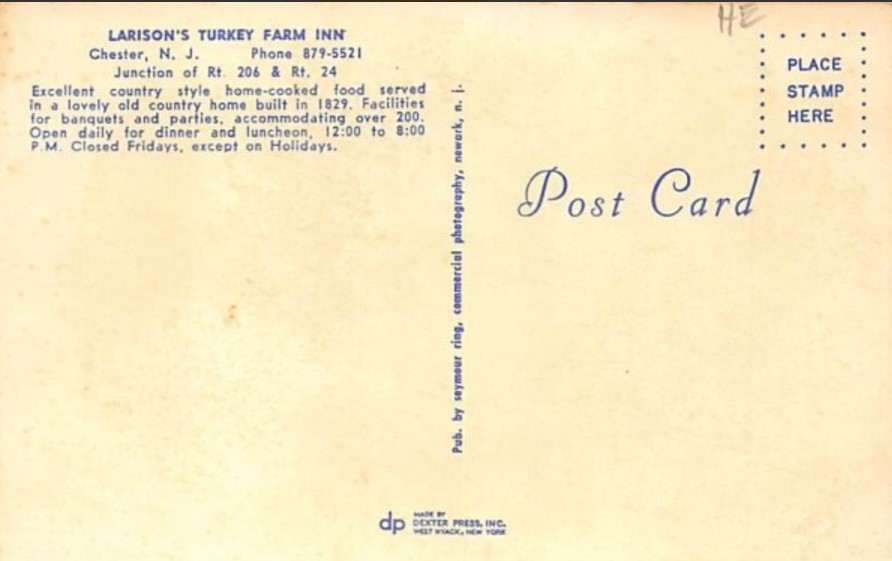 LARISON'S TURKEY FARM INN
Chester, N. J. Phone 879-5521
Junction of Rt. 206 & Rt. 24
Excellent country style home-cooked food served
in a lovely old country home built in 1829. Facilities
for banquets and parties, accommodating over 200.
Open daily for dinner and luncheon, 12:00 to 8:00
P.M. Closed Fridays, except on Holidays.
Pub. by seymour ring, commercial photography, newark, n. j.
HE
PLACE
STAMP
HERE
Post Card
dp
MADE BY
DEXTER PRESS, INC.
WEST NYACK, NEW YORK